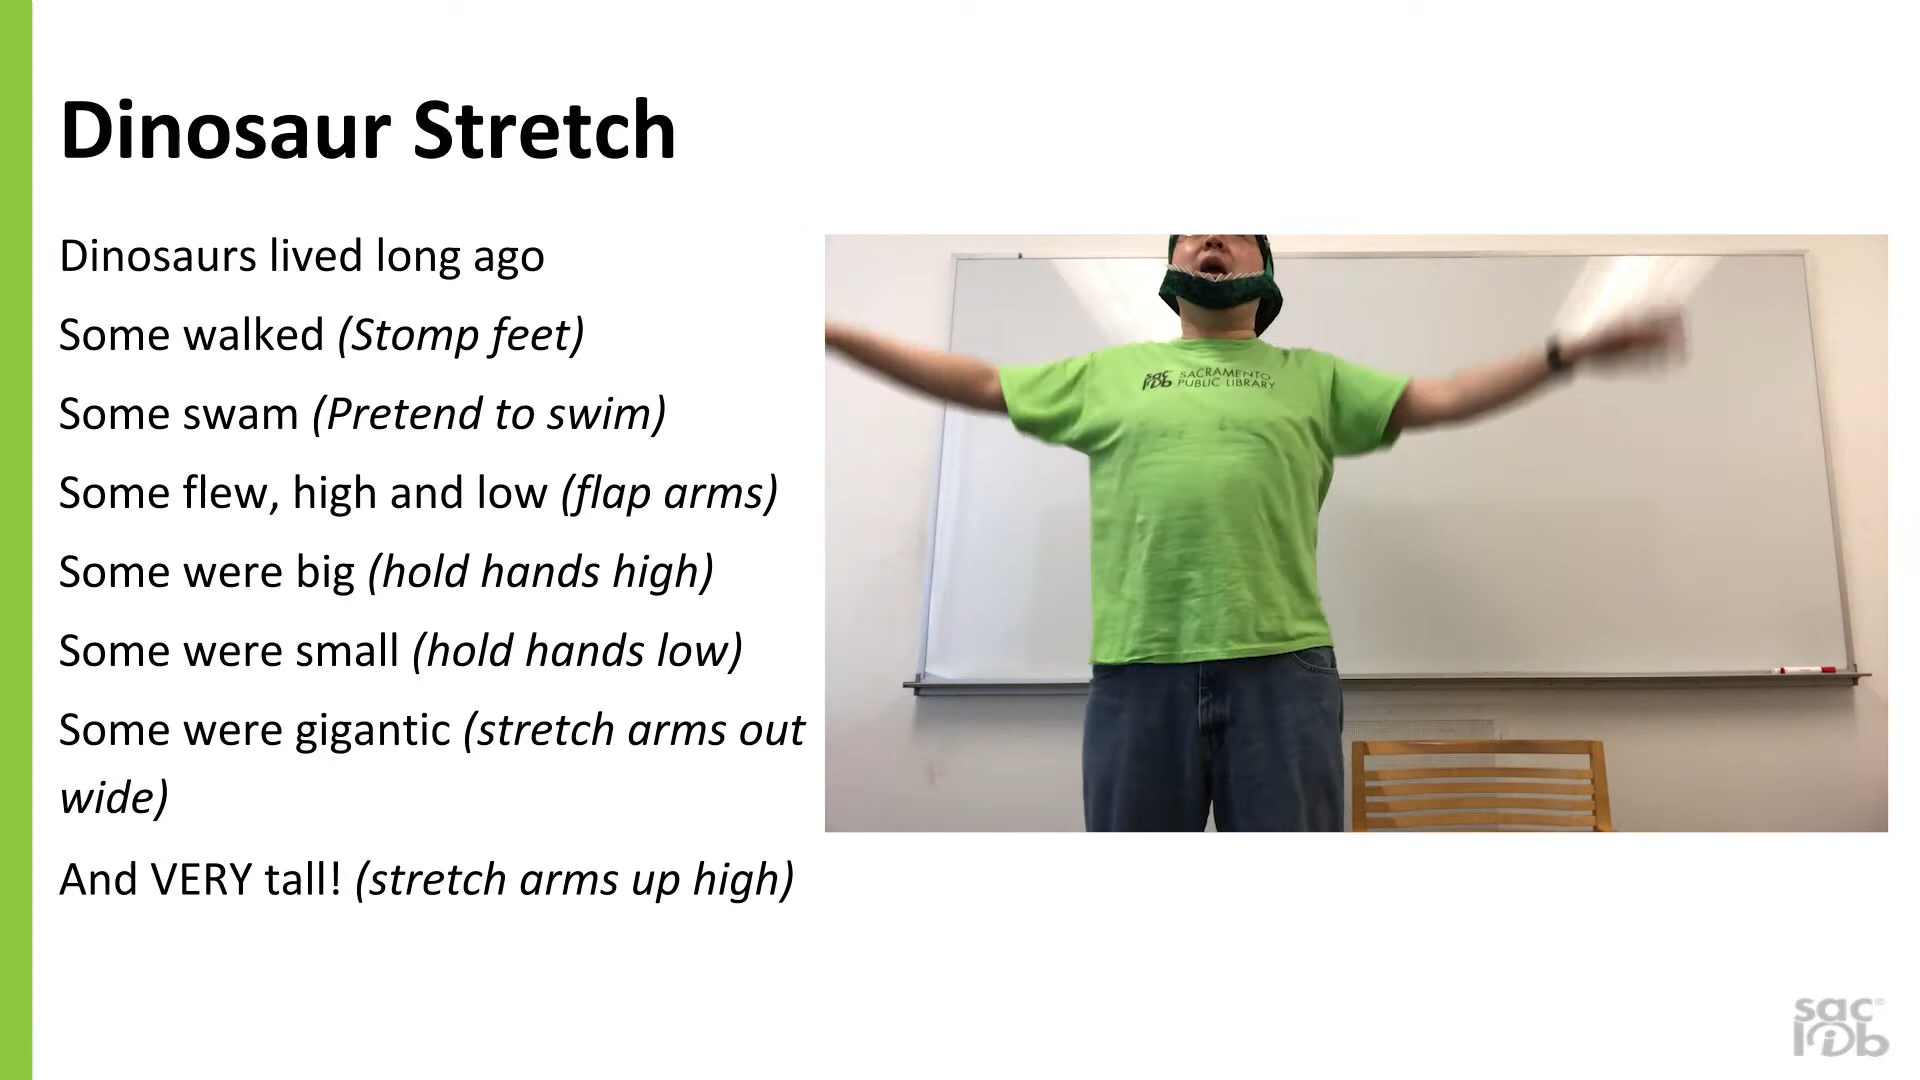 Dinosaur Stretch
Dinosaurs lived long ago
Some walked (Stomp feet)
Some swam (Pretend to swim)
Some flew, high and low (flap arms)
Some were big (hold hands high)
Some were small (hold hands low)
Some were gigantic (stretch arms out
wide)
And VERY tall! (stretch arms up high)
sac lib SACRAMENTO
PUBLIC LIBRARY
sac
lib